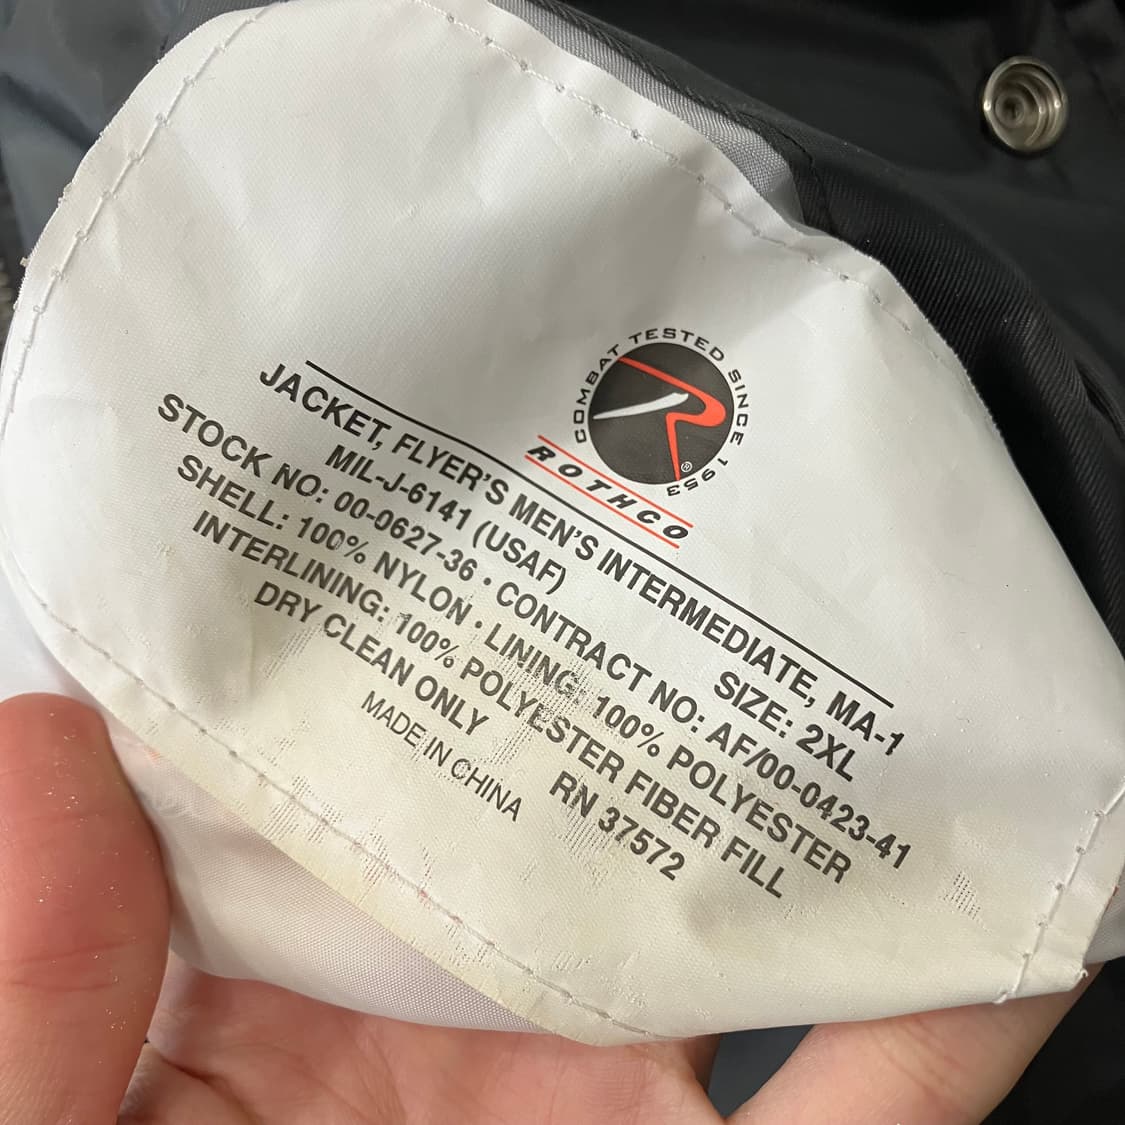 COMBAT TESTED SINCE 1953
®
ROTHCO
JACKET, FLYER'S MEN'S INTERMEDIATE, MA-1
MIL-J-6141 (USAF) SIZE: 2XL
STOCK NO: 00-0627-36 • CONTRACT NO: AF/00-0423-41
SHELL: 100% NYLON • LINING: 100% POLYESTER
INTERLINING: 100% POLYESTER FIBER FILL
DRY CLEAN ONLY RN 37572
MADE IN CHINA